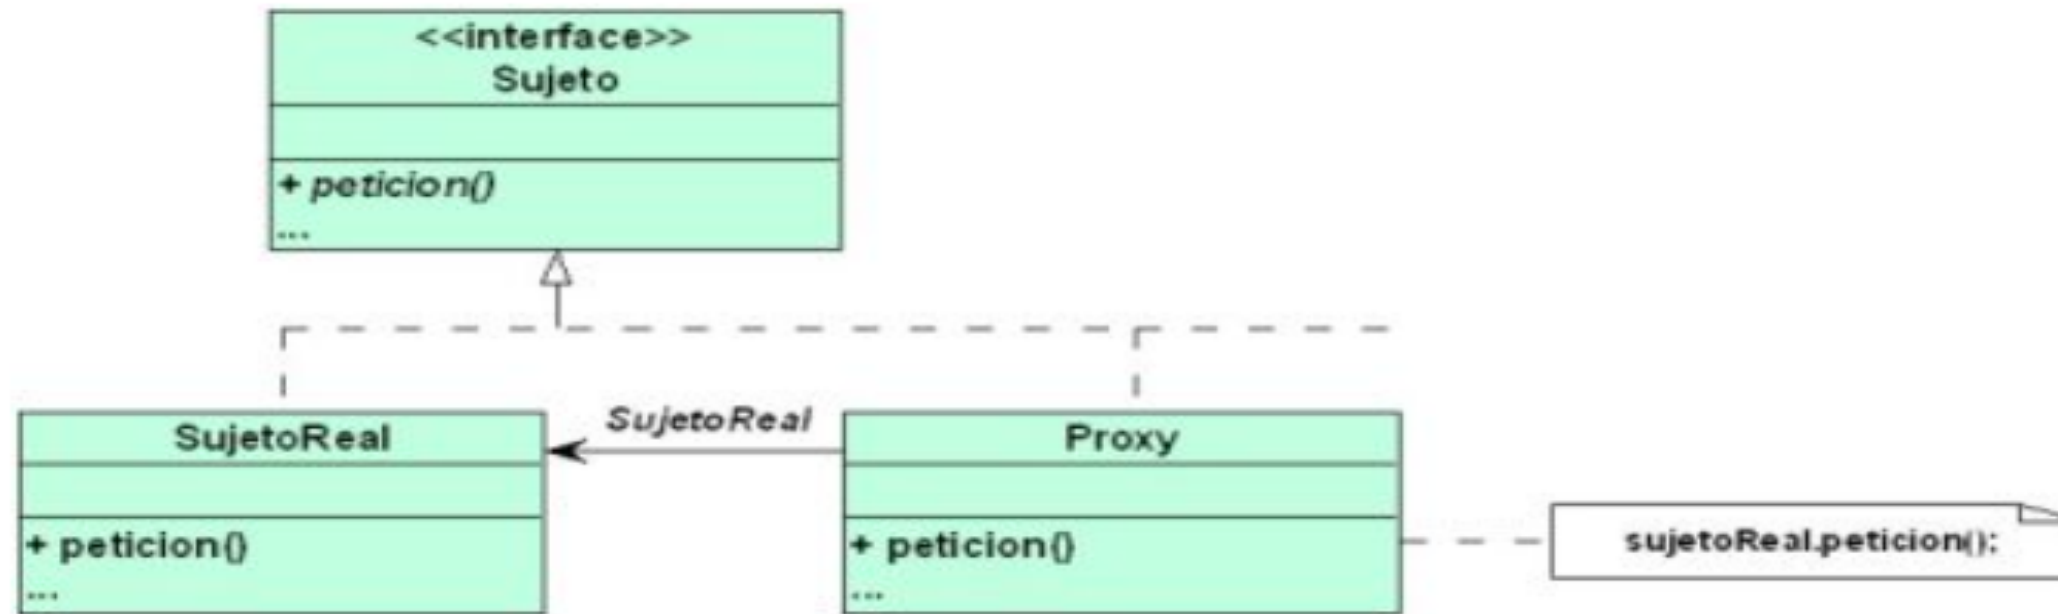 <<interface>>
Sujeto
+ peticion()
...
SujetoReal
SujetoReal
Proxy
+ peticion()
...
+ peticion()
...
sujetoReal.peticion();